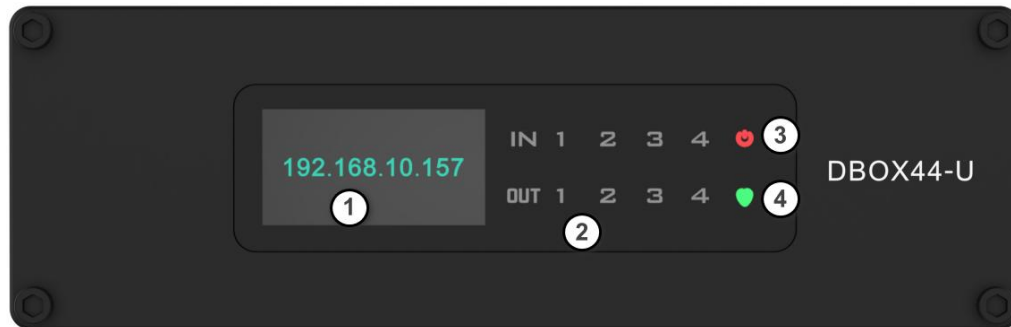 192.168.10.157
IN 1 2 3 4
OUT 1 2 3 4
DBOX44-U
1
2
3
4